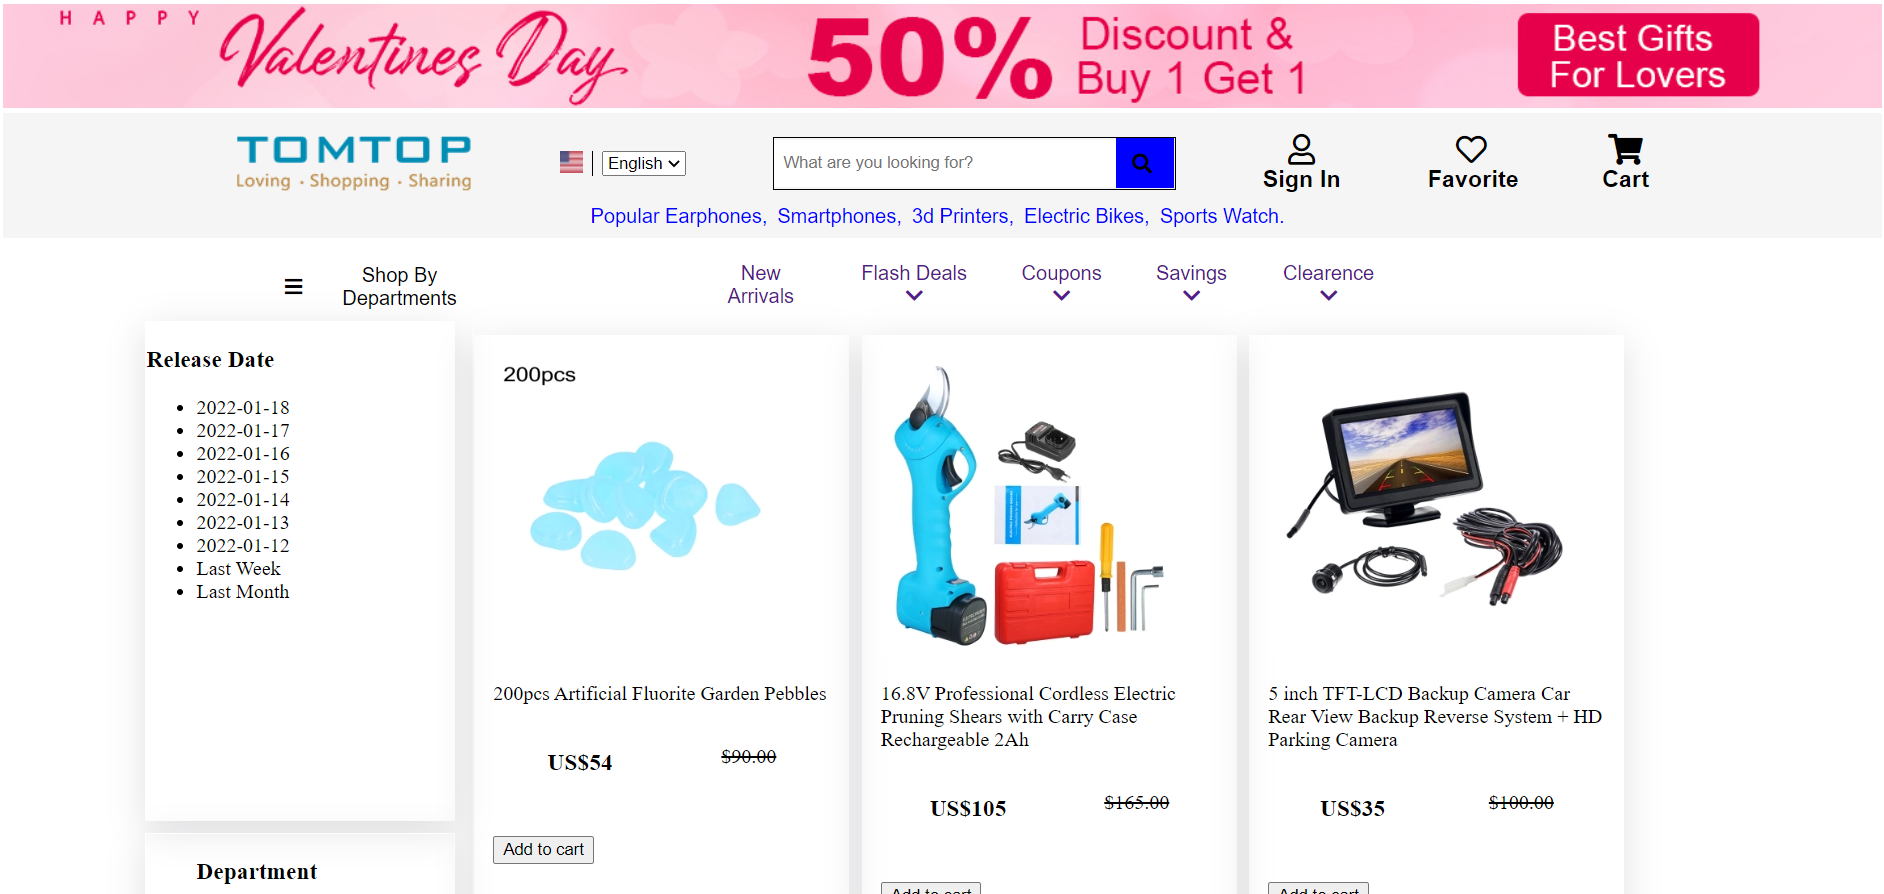 HAPPY
Valentines Day
50%
Discount &
Buy 1 Get 1
Best Gifts
For Lovers
TOMTOP
Loving · Shopping · Sharing
English
What are you looking for?
Sign In
Favorite
Cart
Popular Earphones, Smartphones, 3d Printers, Electric Bikes, Sports Watch.
Shop By
Departments
New
Arrivals
Flash Deals
Coupons
Savings
Clearence
Release Date
2022-01-18
2022-01-17
2022-01-16
2022-01-15
2022-01-14
2022-01-13
2022-01-12
Last Week
Last Month
Department
200pcs
200pcs Artificial Fluorite Garden Pebbles
US$54
$90.00
Add to cart
16.8V Professional Cordless Electric
Pruning Shears with Carry Case
Rechargeable 2Ah
US$105
$165.00
Add to cart
5 inch TFT-LCD Backup Camera Car
Rear View Backup Reverse System + HD
Parking Camera
US$35
$100.00
Add to cart